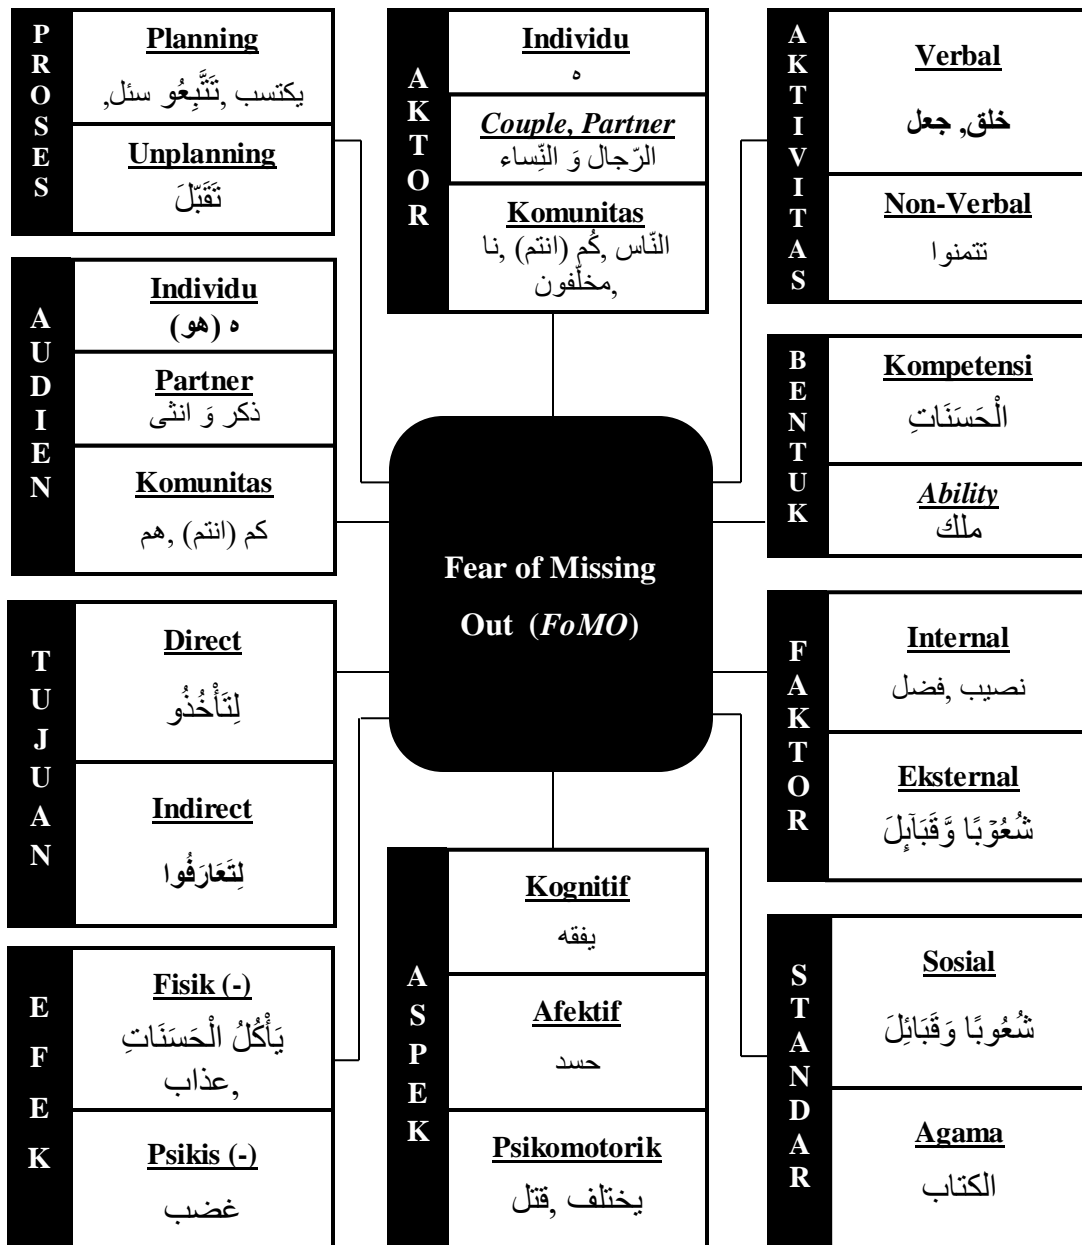 PROSES
Planning
يكتسب ,تَتَّبِعُو سئل,
Unplanning
تَقَبّلَ
AKTOR
Individu
ه
Couple, Partner
الرّجال وَ النِّساء
Komunitas
النّاس ,كُم (انتم) ,نا
,مخلّفون
AKTIVITAS
Verbal
خلق, جعل
Non-Verbal
تتمنوا
AUDIEN
Individu
ه (هو)
Partner
ذكر وَ انثى
Komunitas
كم (انتم) ,هم
BENTUK
Kompetensi
الْحَسَنَاتِ
Ability
ملك
Fear of Missing
Out (FoMO)
TUJUAN
Direct
لِتَأْخُذُو
Indirect
لِتَعَارَفُوا
FAKTOR
Internal
نصيب ,فضل
Eksternal
شُعُوْبًا وَّقَبَآئِلَ
EFEK
Fisik (-)
يَأْكُلُ الْحَسَنَاتِ
,عذاب
Psikis (-)
غضب
ASPEK
Kognitif
يفقه
Afektif
حسد
Psikomotorik
يختلف ,قتل
STANDAR
Sosial
شُعُوبًا وَقَبَائِلَ
Agama
الكتاب